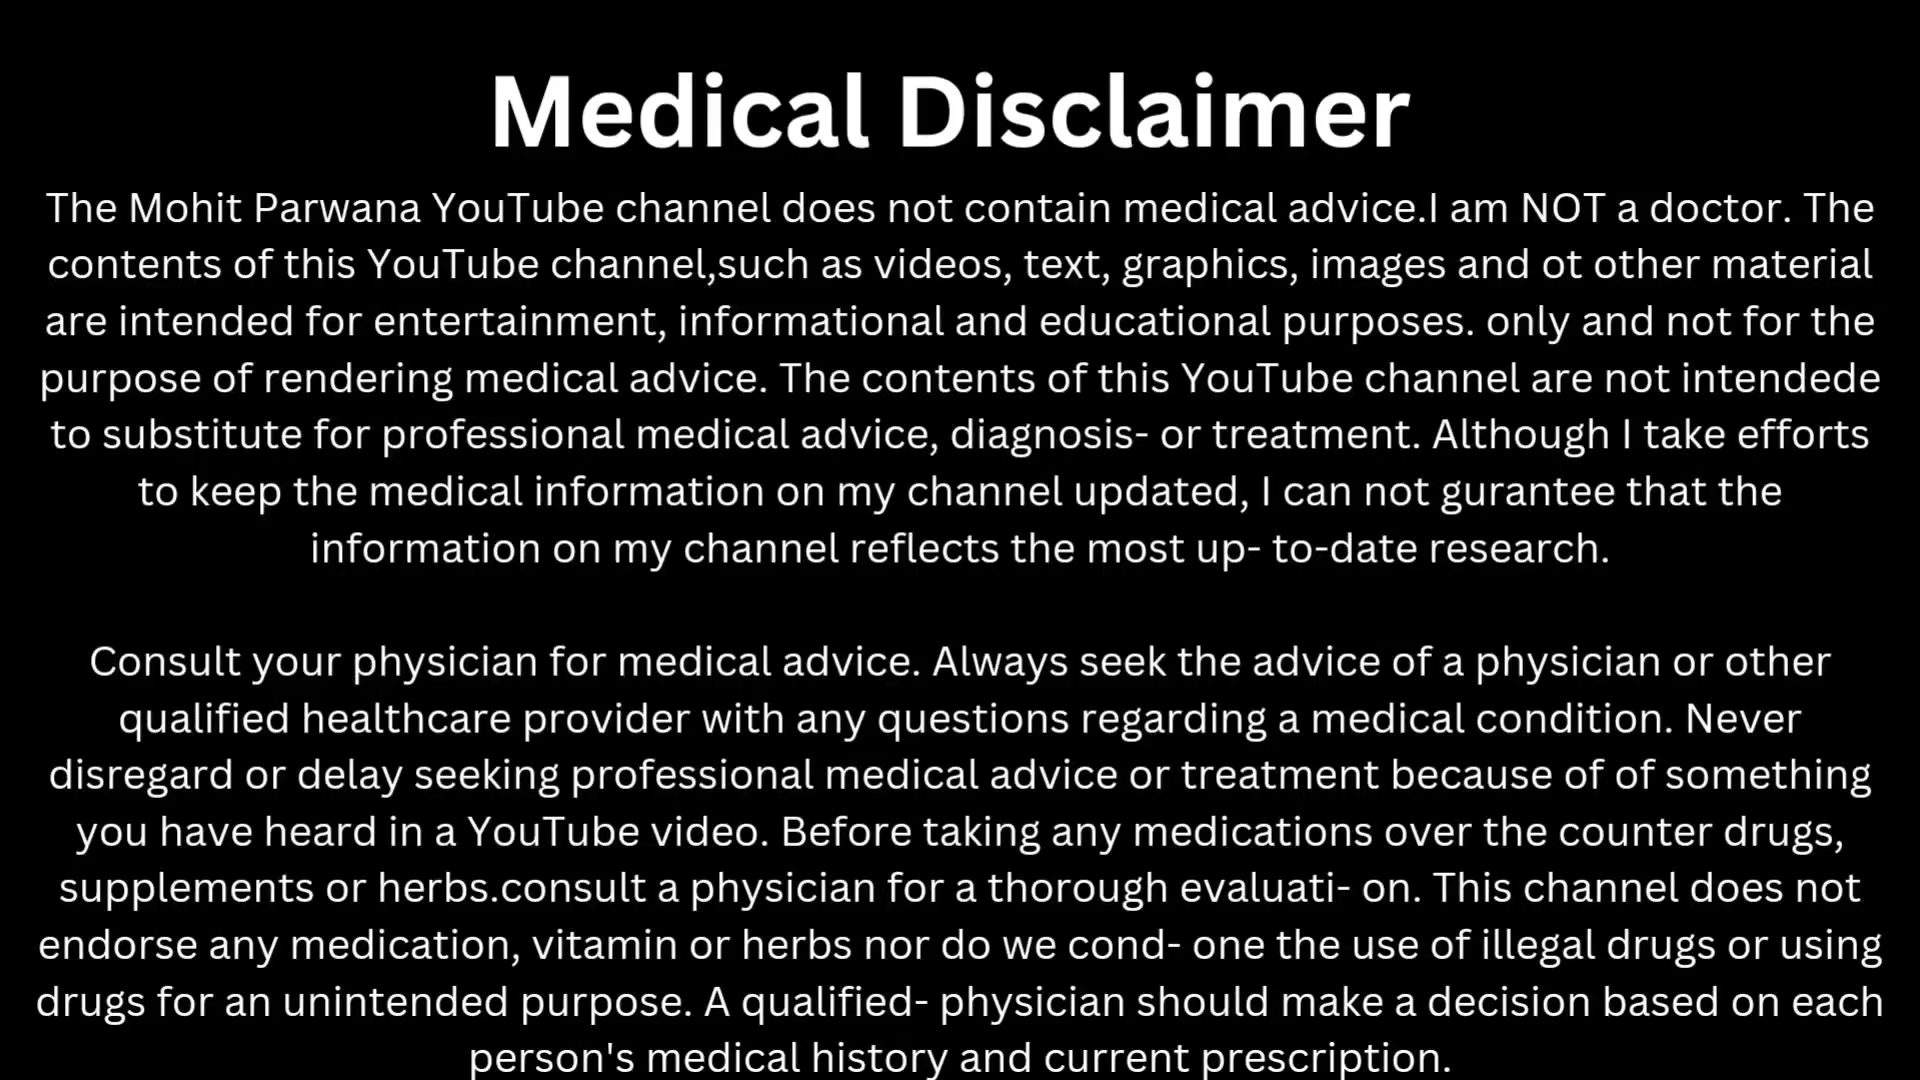 Medical Disclaimer
The Mohit Parwana YouTube channel does not contain medical advice.I am NOT a doctor. The
contents of this YouTube channel,such as videos, text, graphics, images and ot other material
are intended for entertainment, informational and educational purposes. only and not for the
purpose of rendering medical advice. The contents of this YouTube channel are not intendede
to substitute for professional medical advice, diagnosis- or treatment. Although I take efforts
to keep the medical information on my channel updated, I can not gurantee that the
information on my channel reflects the most up- to-date research.
Consult your physician for medical advice. Always seek the advice of a physician or other
qualified healthcare provider with any questions regarding a medical condition. Never
disregard or delay seeking professional medical advice or treatment because of of something
you have heard in a YouTube video. Before taking any medications over the counter drugs,
supplements or herbs.consult a physician for a thorough evaluati- on. This channel does not
endorse any medication, vitamin or herbs nor do we cond- one the use of illegal drugs or using
drugs for an unintended purpose. A qualified- physician should make a decision based on each
person's medical history and current prescription.